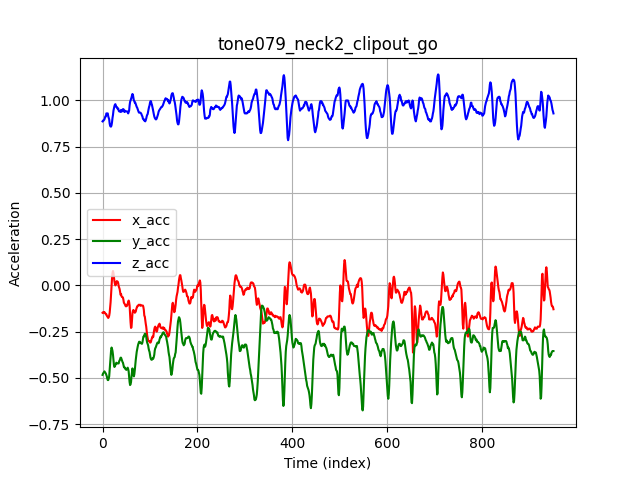 tone079_neck2_clipout_go
1.00
0.75
0.50
0.25
0.00
−0.25
−0.50
−0.75
Acceleration
x_acc
y_acc
z_acc
0 200 400 600 800
Time (index)